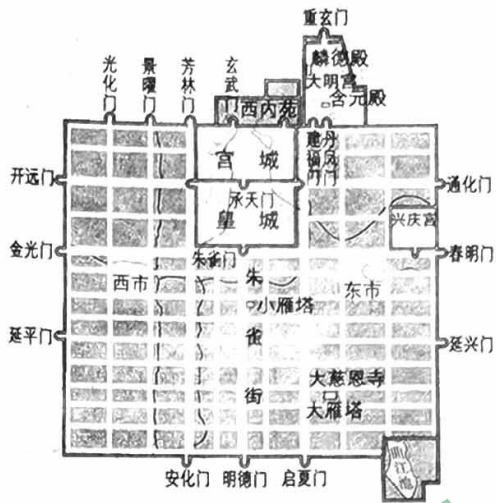 重玄门
麟德殿
大明宫
含元殿
光化门
景曜门
芳林门
玄武门
西内苑
建福门
丹凤门
宫城
开远门
通化门
承天门
兴庆宫
望城
金光门
朱雀门
春明门
西市
朱雀街
东市
小雁塔
延平门
延兴门
大慈恩寺
大雁塔
曲江池
安化门
明德门
启夏门